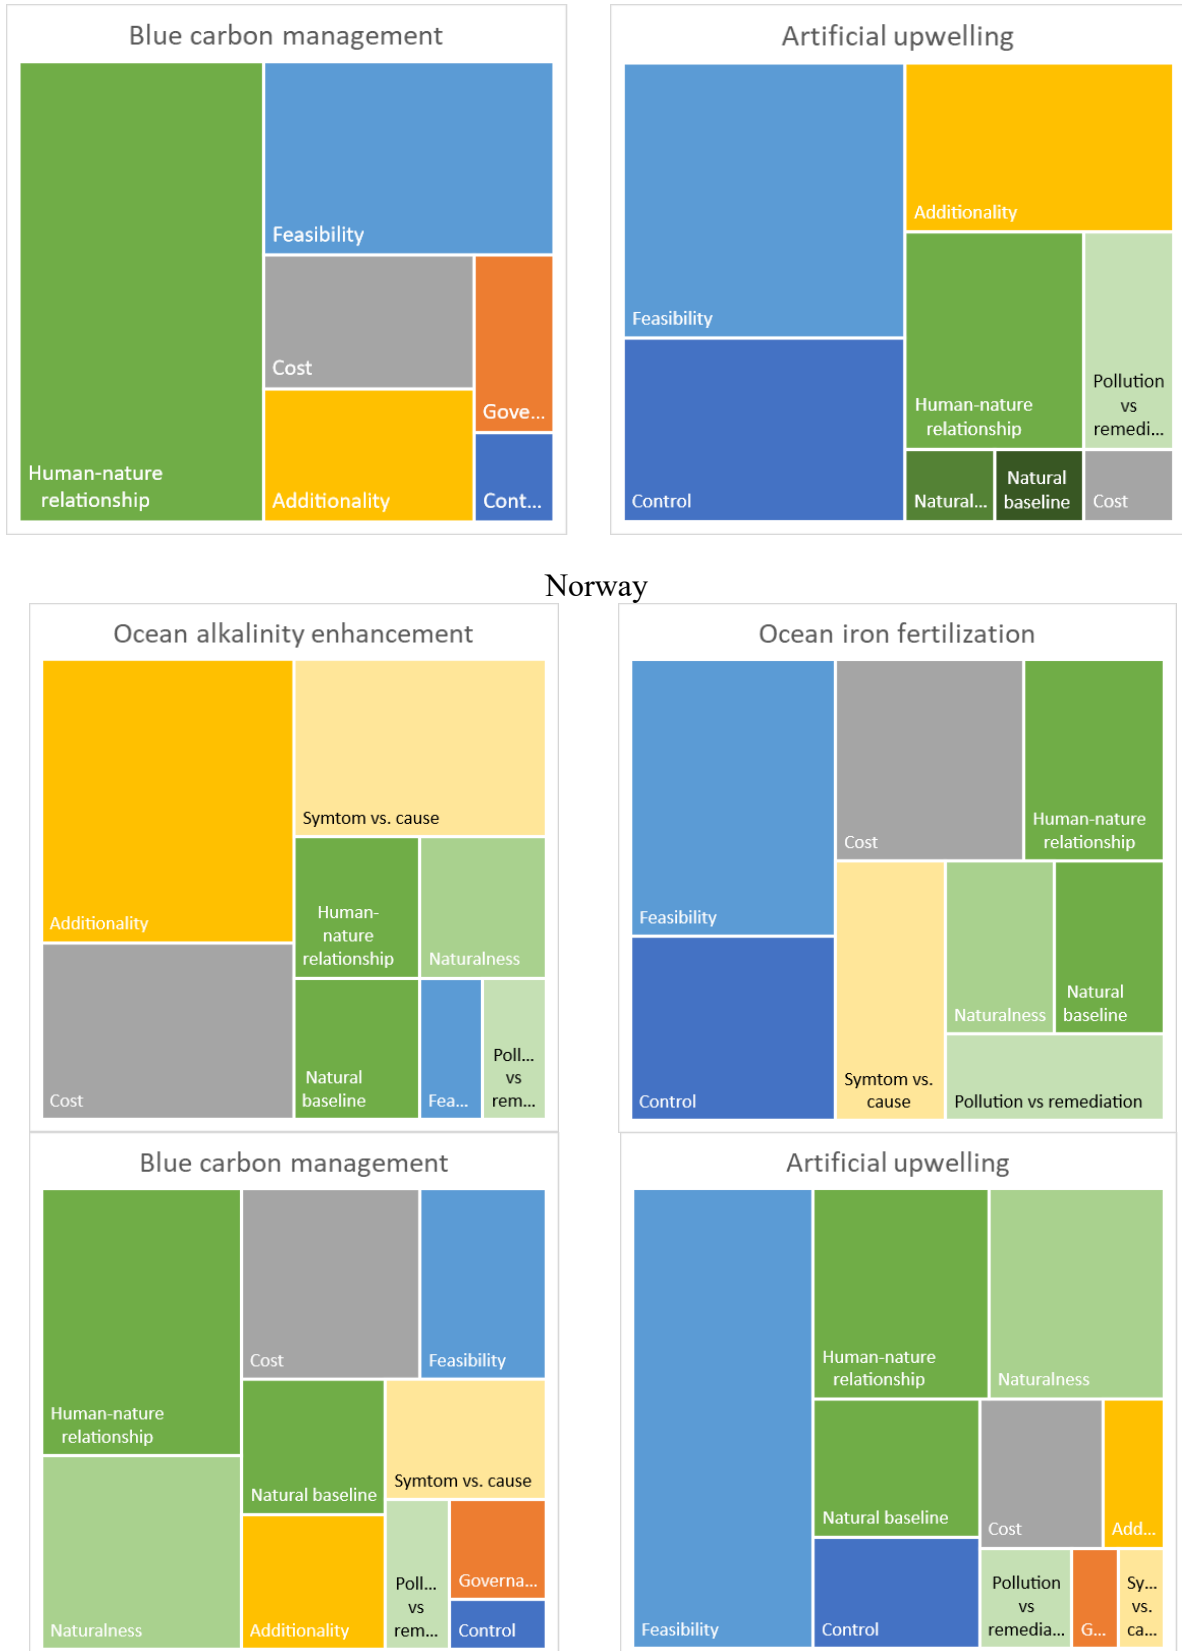 Blue carbon management
Human-nature
relationship
Feasibility
Cost
Additionality
Gove...
Cont...
Artificial upwelling
Feasibility
Control
Additionality
Human-nature
relationship
Pollution
vs
remedi...
Natural...
Natural
baseline
Cost
Norway
Ocean alkalinity enhancement
Additionality
Cost
Symtom vs. cause
Human-
nature
relationship
Naturalness
Natural
baseline
Fea...
Poll...
vs
rem...
Ocean iron fertilization
Feasibility
Control
Cost
Human-nature
relationship
Symtom vs.
cause
Naturalness
Natural
baseline
Pollution vs remediation
Blue carbon management
Human-nature
relationship
Naturalness
Cost
Feasibility
Natural baseline
Additionality
Symtom vs. cause
Poll...
vs
rem...
Governa...
Control
Artificial upwelling
Feasibility
Human-nature
relationship
Naturalness
Natural baseline
Control
Cost
Add...
Pollution
vs
remedia...
G...
Sy...
vs.
ca...